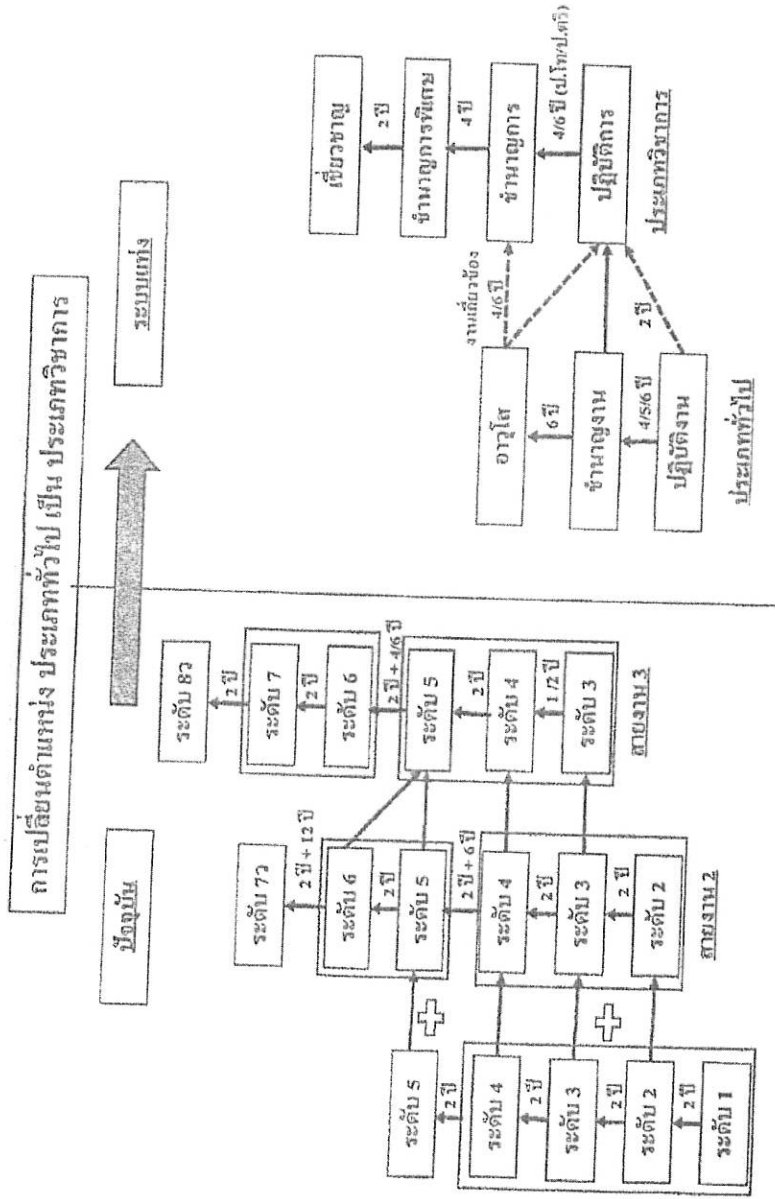 การเปลี่ยนตำแหน่ง ประเภททั่วไป เป็น ประเภทวิชาการ
ปัจจุบัน
ระบบแท่ง
ระดับ 5
2 ปี
ระดับ 4
2 ปี
ระดับ 3
2 ปี
ระดับ 2
2 ปี
ระดับ 1
ระดับ 7ว
2 ปี + 12 ปี
ระดับ 6
2 ปี
ระดับ 5
2 ปี + 6 ปี
ระดับ 4
2 ปี
ระดับ 3
2 ปี
ระดับ 2
สายงาน 2
ระดับ 8ว
2 ปี
ระดับ 7
2 ปี
ระดับ 6
2 ปี + 4/6 ปี
ระดับ 5
2 ปี
ระดับ 4
1/2 ปี
ระดับ 3
สายงาน 3
อาวุโส
6 ปี
ชำนาญงาน
4/5/6 ปี
ปฏิบัติงาน
ประเภททั่วไป
งานเกี่ยวข้อง
4/6 ปี
2 ปี
เชี่ยวชาญ
2 ปี
ชำนาญการพิเศษ
4 ปี
ชำนาญการ
4/6 ปี (ป.โท/ป.ตรี)
ปฏิบัติการ
ประเภทวิชาการ